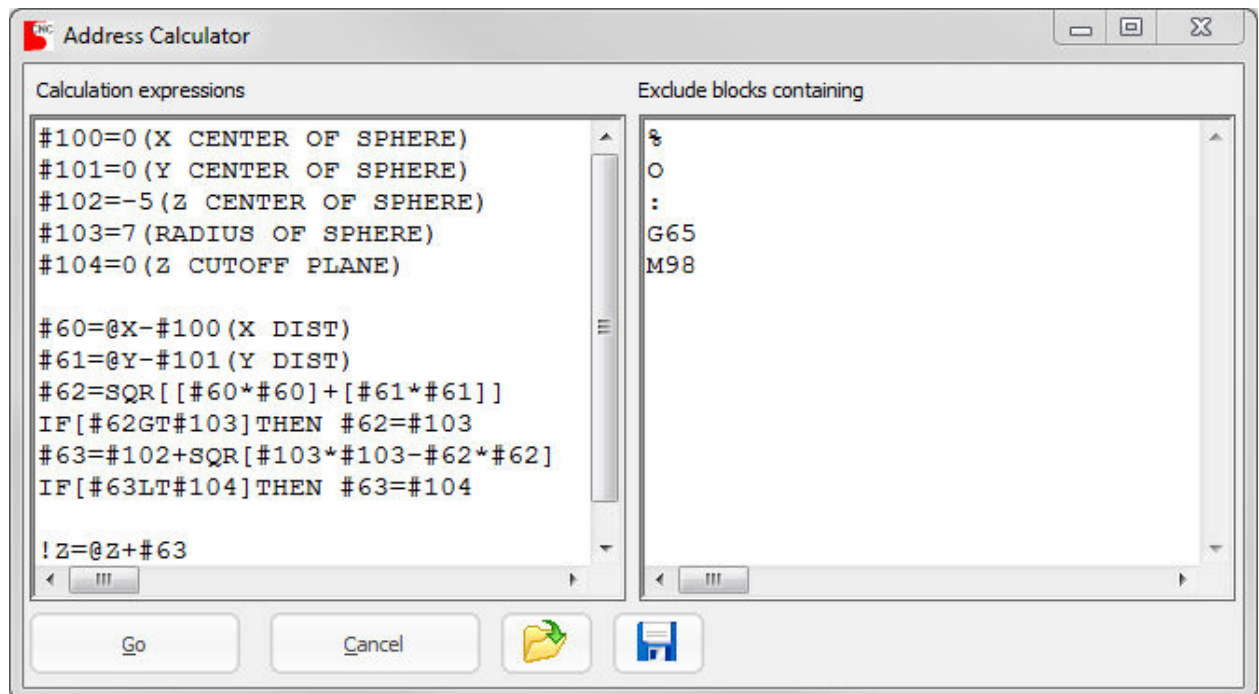 CNC Address Calculator
Calculation expressions
#100=0(X CENTER OF SPHERE)
#101=0(Y CENTER OF SPHERE)
#102=-5(Z CENTER OF SPHERE)
#103=7(RADIUS OF SPHERE)
#104=0(Z CUTOFF PLANE)
#60=@X-#100(X DIST)
#61=@Y-#101(Y DIST)
#62=SQR[[#60*#60]+[#61*#61]]
IF[#62GT#103]THEN #62=#103
#63=#102+SQR[#103*#103-#62*#62]
IF[#63LT#104]THEN #63=#104
!Z=@Z+#63
Exclude blocks containing
%
O
:
G65
M98
Go
Cancel